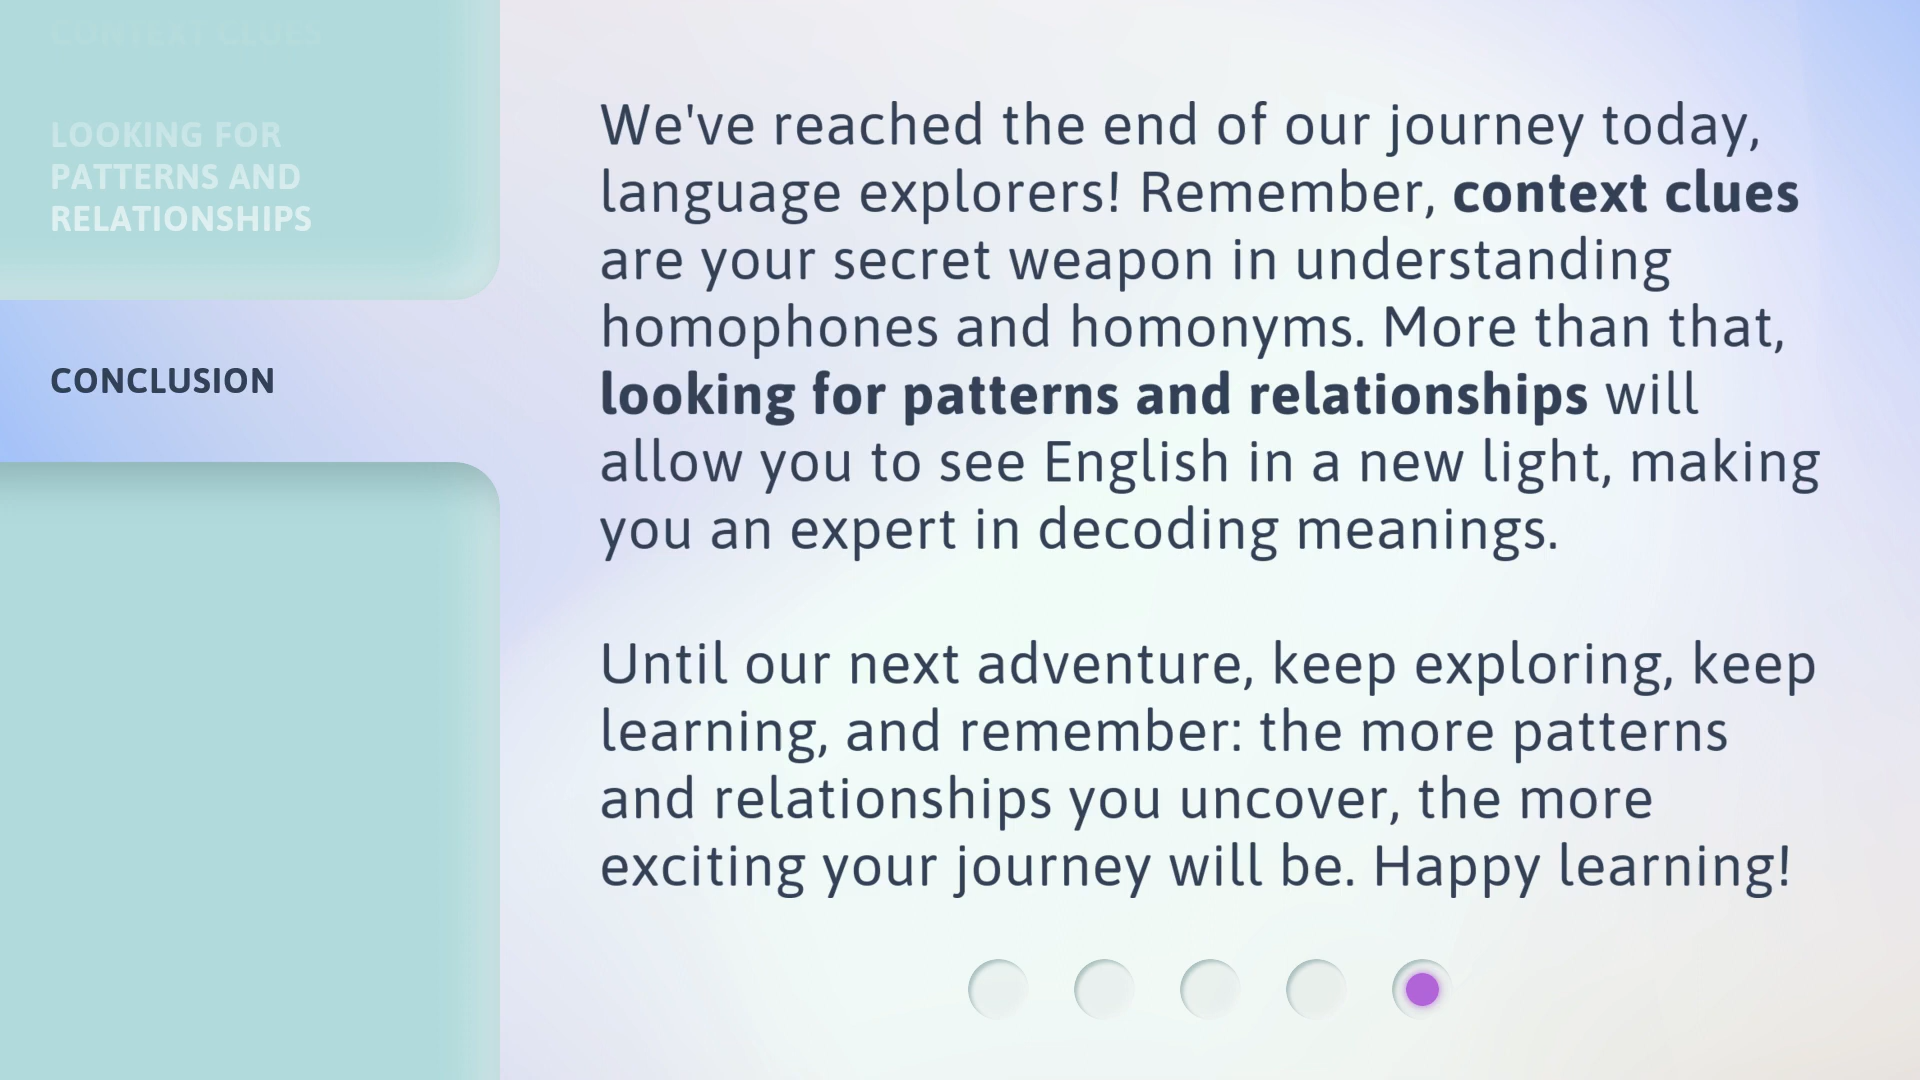 CONTEXT CLUES
LOOKING FOR
PATTERNS AND
RELATIONSHIPS
CONCLUSION
We've reached the end of our journey today,
language explorers! Remember, context clues
are your secret weapon in understanding
homophones and homonyms. More than that,
looking for patterns and relationships will
allow you to see English in a new light, making
you an expert in decoding meanings.
Until our next adventure, keep exploring, keep
learning, and remember: the more patterns
and relationships you uncover, the more
exciting your journey will be. Happy learning!